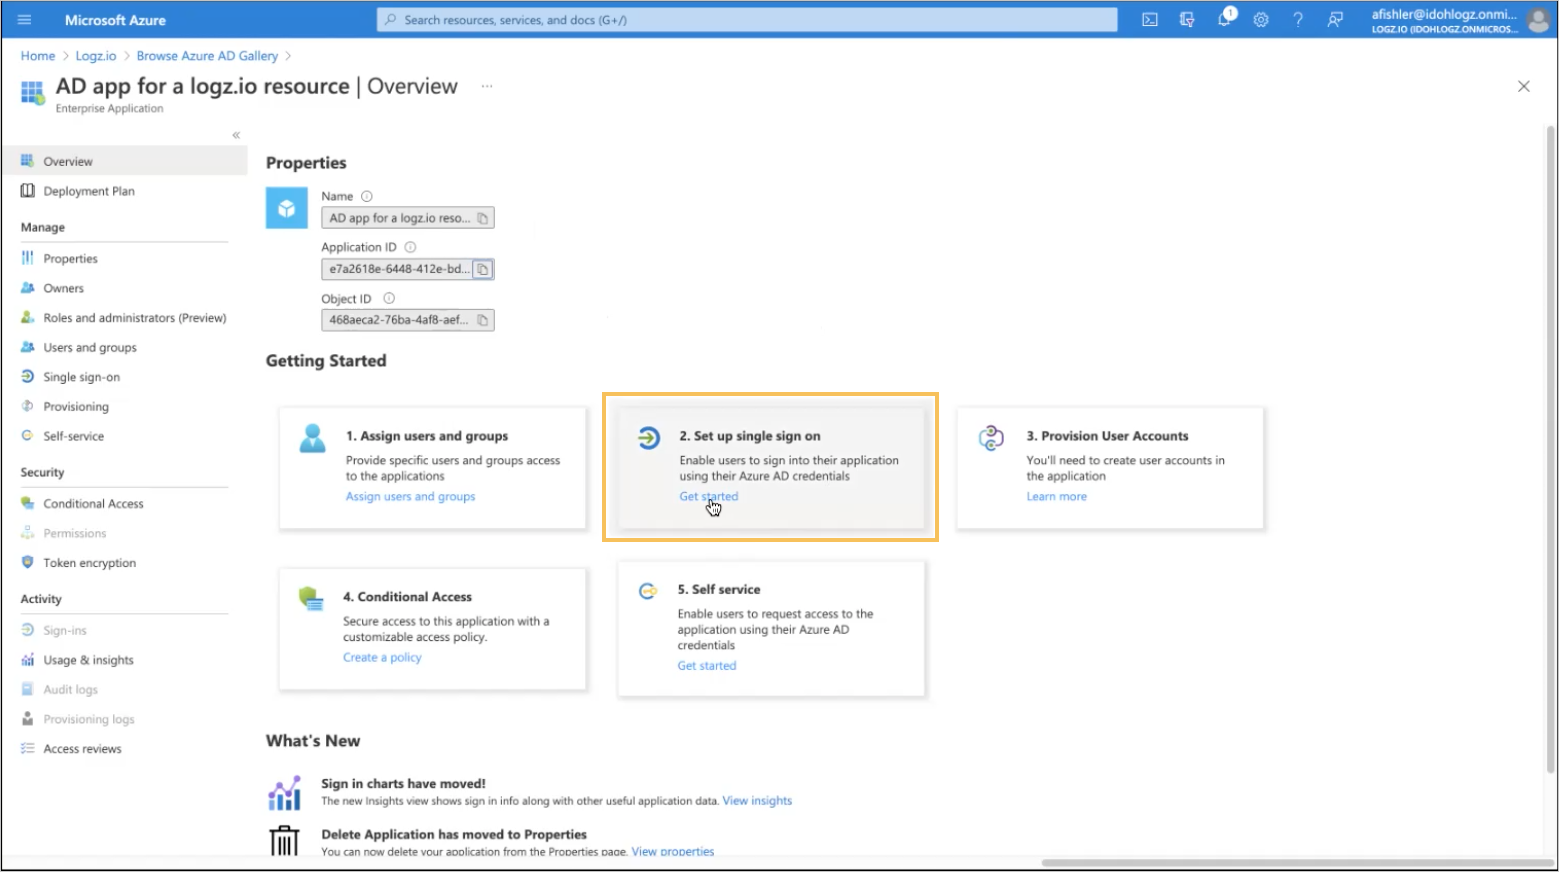 Microsoft Azure
Search resources, services, and docs (G+/)
1
afishler@idohlogz.onmi...
LOGZ.IO (IDOHLOGZ.ONMICROS...
Home > Logz.io > Browse Azure AD Gallery >
AD app for a logz.io resource | Overview ...
Enterprise Application
«
Overview
Deployment Plan
Manage
Properties
Owners
Roles and administrators (Preview)
Users and groups
Single sign-on
Provisioning
Self-service
Security
Conditional Access
Permissions
Token encryption
Activity
Sign-ins
Usage & insights
Audit logs
Provisioning logs
Access reviews
Properties
Name
AD app for a logz.io reso...
Application ID
e7a2618e-6448-412e-bd...
Object ID
468aeca2-76ba-4af8-aef...
Getting Started
1. Assign users and groups
Provide specific users and groups access
to the applications
Assign users and groups
2. Set up single sign on
Enable users to sign into their application
using their Azure AD credentials
Get started
3. Provision User Accounts
You'll need to create user accounts in
the application
Learn more
4. Conditional Access
Secure access to this application with a
customizable access policy.
Create a policy
5. Self service
Enable users to request access to the
application using their Azure AD
credentials
Get started
What's New
Sign in charts have moved!
The new Insights view shows sign in info along with other useful application data. View insights
Delete Application has moved to Properties
You can now delete your application from the Properties page. View properties